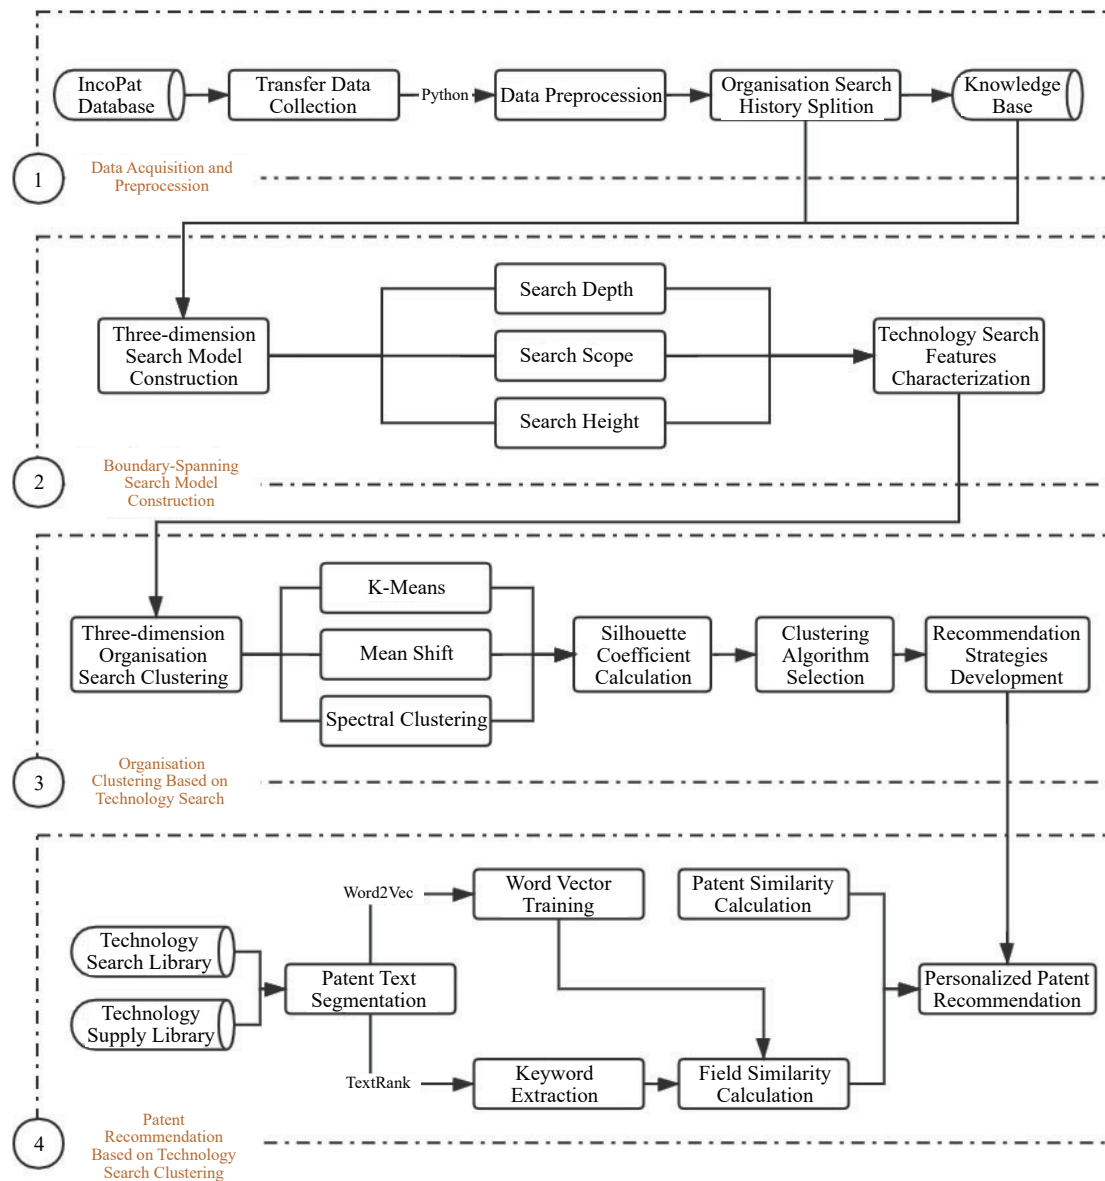 IncoPat
Database
Transfer Data
Collection
Python
Data Preprocession
Organisation Search
History Splition
Knowledge
Base
1
Data Acquisition and
Preprocession
Search Depth
Three-dimension
Search Model
Construction
Search Scope
Technology Search
Features
Characterization
Search Height
2
Boundary-Spanning
Search Model
Construction
K-Means
Three-dimension
Organisation
Search Clustering
Mean Shift
Spectral Clustering
Silhouette
Coefficient
Calculation
Clustering
Algorithm
Selection
Recommendation
Strategies
Development
3
Organisation
Clustering Based on
Technology Search
Technology
Search Library
Technology
Supply Library
Patent Text
Segmentation
Word2Vec
Word Vector
Training
Patent Similarity
Calculation
TextRank
Keyword
Extraction
Field Similarity
Calculation
Personalized Patent
Recommendation
4
Patent
Recommendation
Based on Technology
Search Clustering